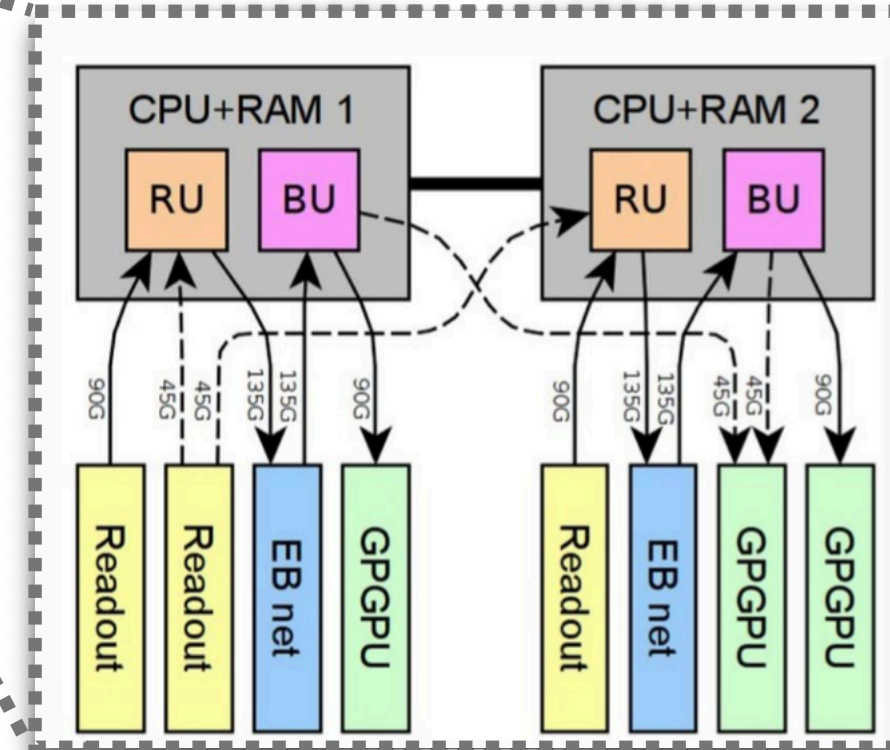 CPU+RAM 1
CPU+RAM 2
RU
BU
RU
BU
90G
45G
45G
135G
135G
90G
90G
135G
135G
45G
45G
90G
Readout
Readout
EB net
GPGPU
Readout
EB net
GPGPU
GPGPU